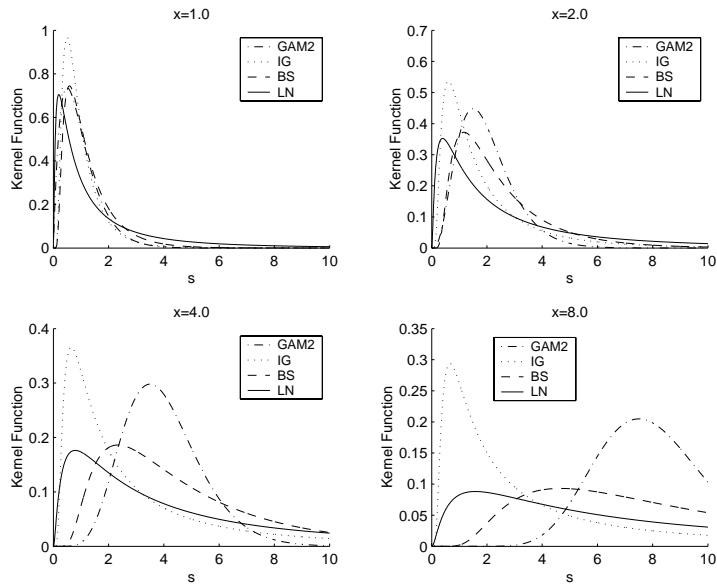 x=1.0
1
0.8
0.6
0.4
0.2
0
Kernel Function
0 2 4 6 8 10
s
GAM2
IG
BS
LN
x=2.0
0.7
0.6
0.5
0.4
0.3
0.2
0.1
0
Kernel Function
0 2 4 6 8 10
s
GAM2
IG
BS
LN
x=4.0
0.4
0.3
0.2
0.1
0
Kernel Function
0 2 4 6 8 10
s
GAM2
IG
BS
LN
x=8.0
0.35
0.3
0.25
0.2
0.15
0.1
0.05
0
Kernel Function
0 2 4 6 8 10
s
GAM2
IG
BS
LN